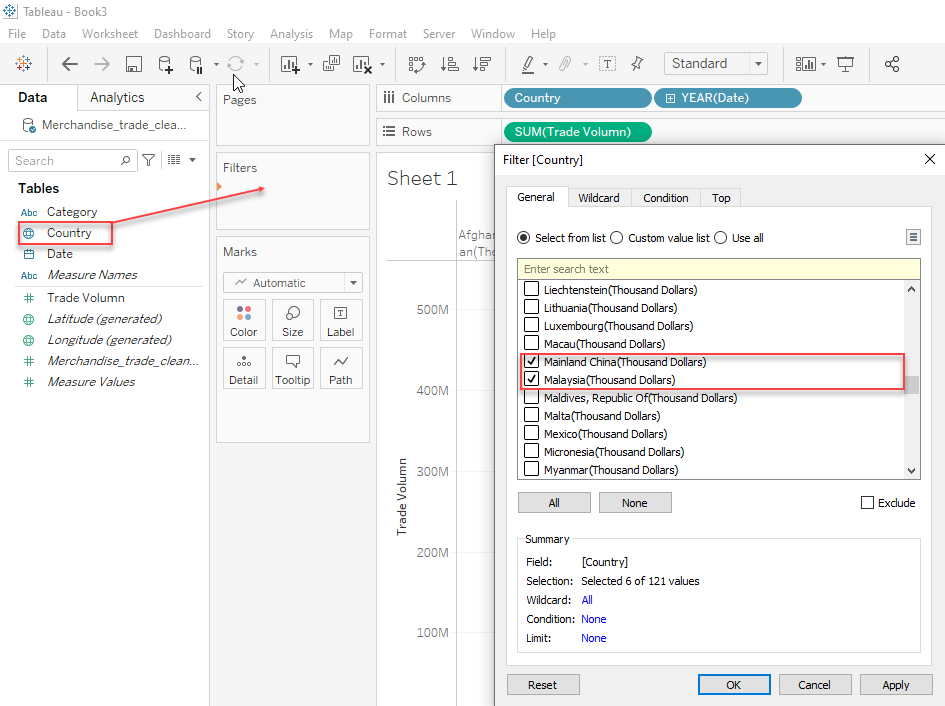 Tableau - Book3
File Data Worksheet Dashboard Story Analysis Map Format Server Window Help
Standard
Data Analytics
Merchandise_trade_clea...
Search
Tables
Abc Category
Country
Date
Abc Measure Names
Trade Volumn
Latitude (generated)
Longitude (generated)
Merchandise_trade_clean...
Measure Values
Pages
Filters
Marks
Automatic
Color Size Label
Detail Tooltip Path
Columns Country YEAR(Date)
Rows SUM(Trade Volumn)
Sheet 1
Afghan
an(Tho
500M
400M
300M
200M
100M
Trade Volumn
Filter [Country]
General Wildcard Condition Top
Select from list Custom value list Use all
Enter search text
Liechtenstein(Thousand Dollars)
Lithuania(Thousand Dollars)
Luxembourg(Thousand Dollars)
Macau(Thousand Dollars)
Mainland China(Thousand Dollars)
Malaysia(Thousand Dollars)
Maldives, Republic Of(Thousand Dollars)
Malta(Thousand Dollars)
Mexico(Thousand Dollars)
Micronesia(Thousand Dollars)
Myanmar(Thousand Dollars)
All None Exclude
Summary
Field: [Country]
Selection: Selected 6 of 121 values
Wildcard: All
Condition: None
Limit: None
Reset OK Cancel Apply